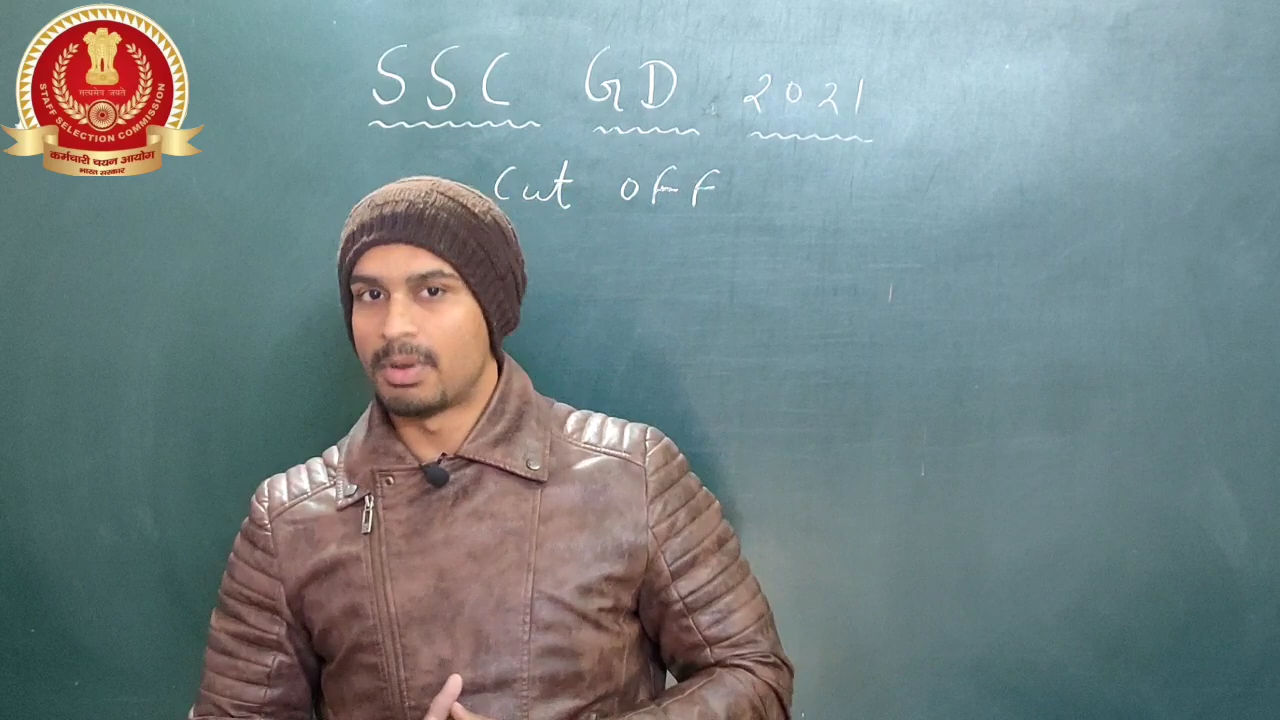 सत्यमेव जयते
STAFF SELECTION COMMISSION
कर्मचारी चयन आयोग
भारत सरकार
SSC GD 2021
Cut OFF